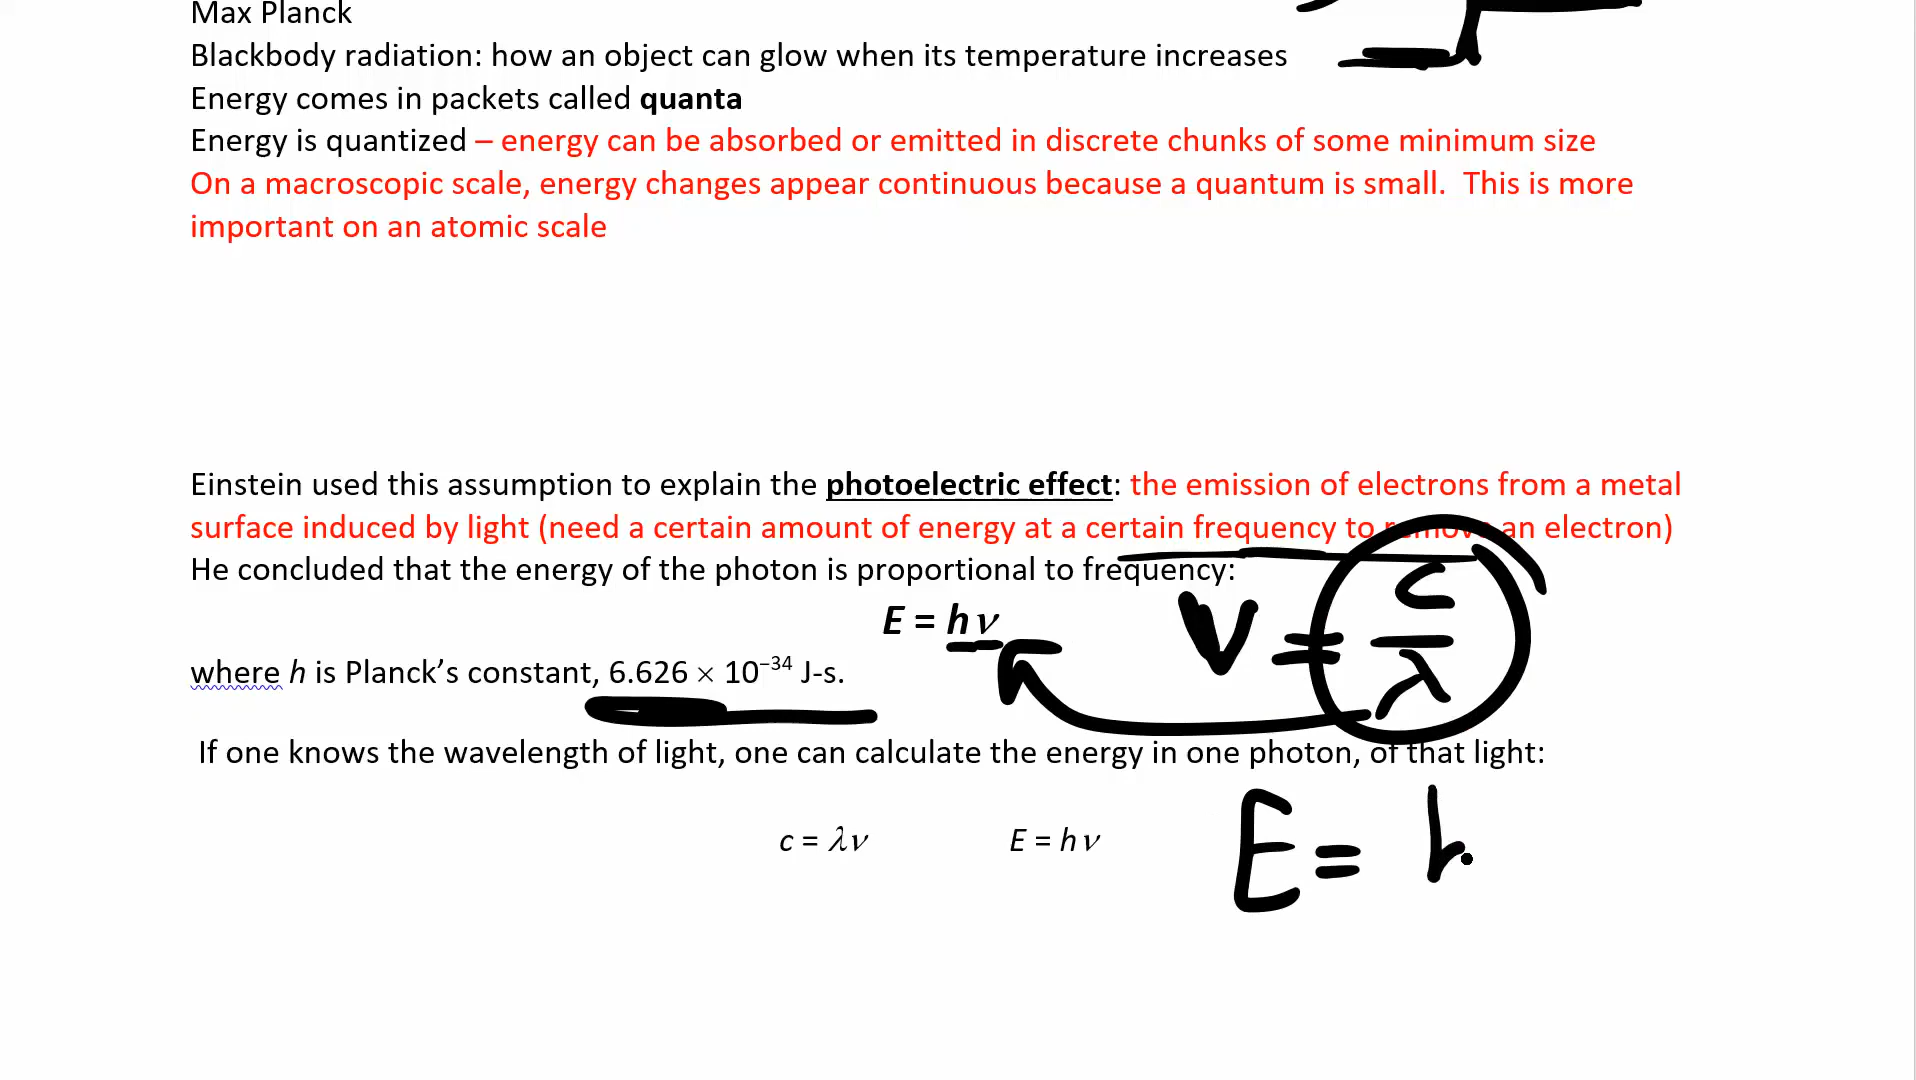 Max Planck
Blackbody radiation: how an object can glow when its temperature increases
Energy comes in packets called quanta
Energy is quantized – energy can be absorbed or emitted in discrete chunks of some minimum size
On a macroscopic scale, energy changes appear continuous because a quantum is small. This is more
important on an atomic scale
Einstein used this assumption to explain the photoelectric effect: the emission of electrons from a metal
surface induced by light (need a certain amount of energy at a certain frequency to remove an electron)
He concluded that the energy of the photon is proportional to frequency:
E = hν
ν = c/λ
where h is Planck’s constant, 6.626 × 10⁻³⁴ J-s.
If one knows the wavelength of light, one can calculate the energy in one photon, of that light:
c = λν E = hν
E = h